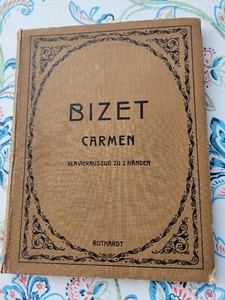 BIZET
CARMEN
KLAVIERAUSZUG ZU 2 HÄNDEN
RUTHARDT